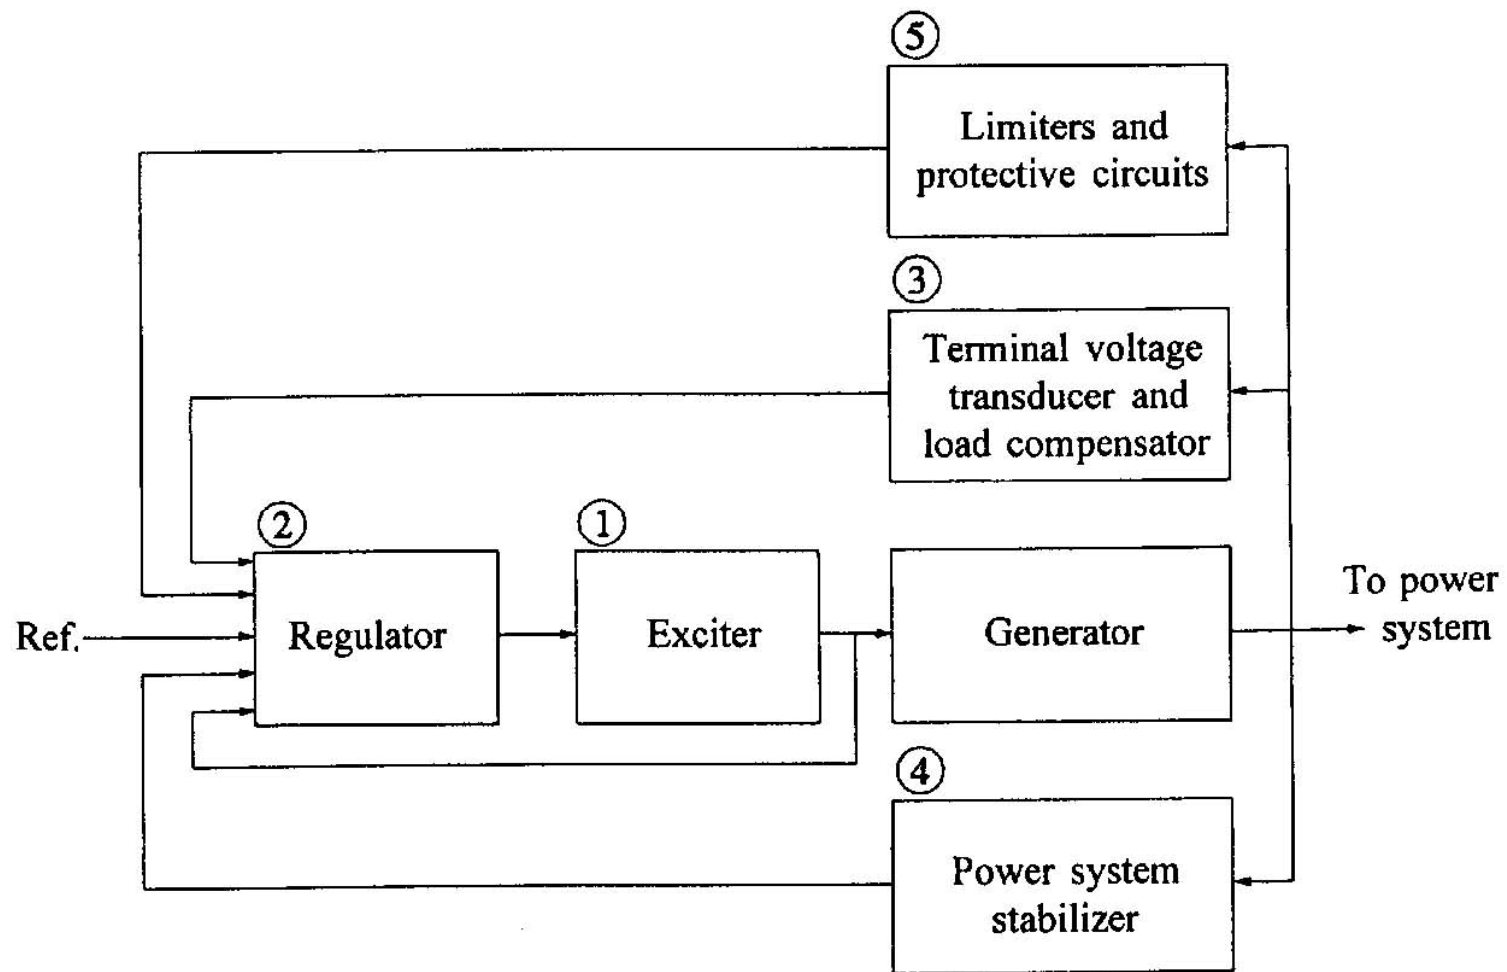 ⑤
Limiters and
protective circuits
③
Terminal voltage
transducer and
load compensator
②
①
Ref.
Regulator
Exciter
Generator
To power
system
④
Power system
stabilizer